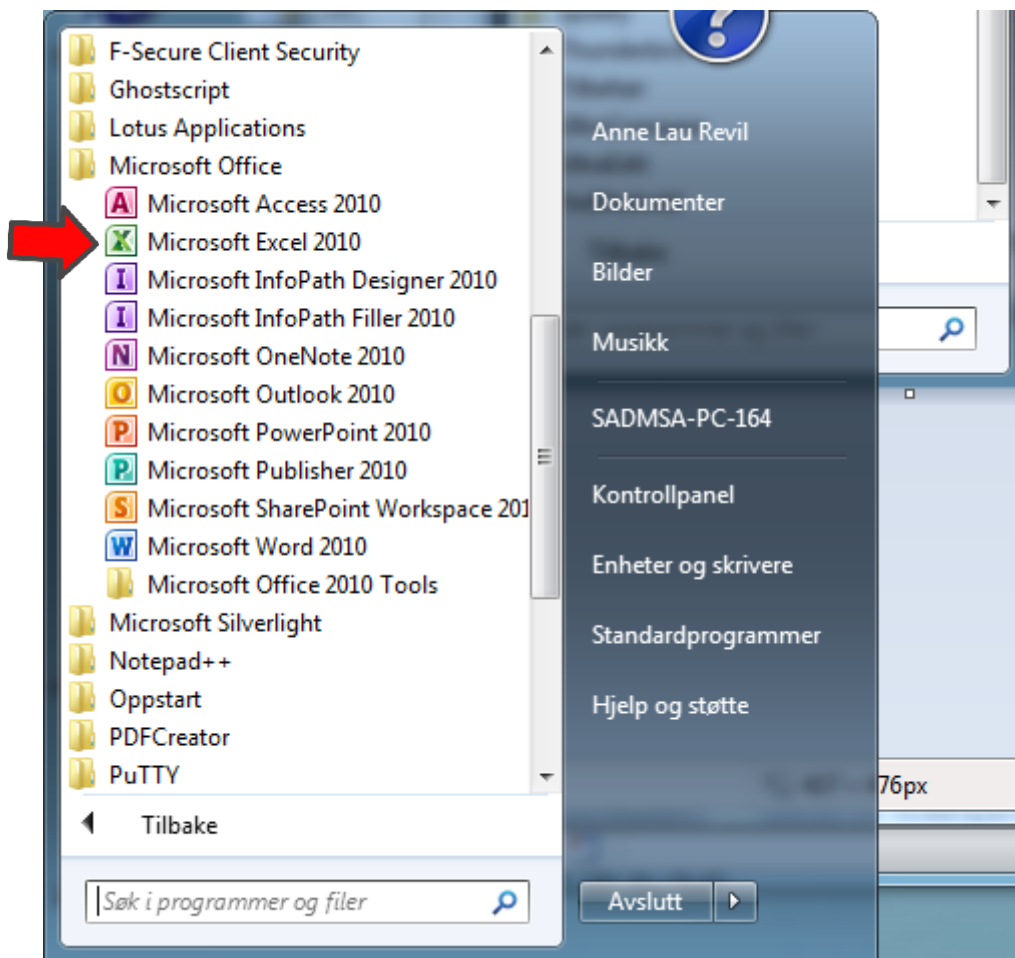 F-Secure Client Security
Ghostscript
Lotus Applications
Microsoft Office
Microsoft Access 2010
Microsoft Excel 2010
Microsoft InfoPath Designer 2010
Microsoft InfoPath Filler 2010
Microsoft OneNote 2010
Microsoft Outlook 2010
Microsoft PowerPoint 2010
Microsoft Publisher 2010
Microsoft SharePoint Workspace 201
Microsoft Word 2010
Microsoft Office 2010 Tools
Microsoft Silverlight
Notepad++
Oppstart
PDFCreator
PuTTY
Tilbake
Søk i programmer og filer
Anne Lau Revil
Dokumenter
Bilder
Musikk
SADMSA-PC-164
Kontrollpanel
Enheter og skrivere
Standardprogrammer
Hjelp og støtte
Avslutt
76px